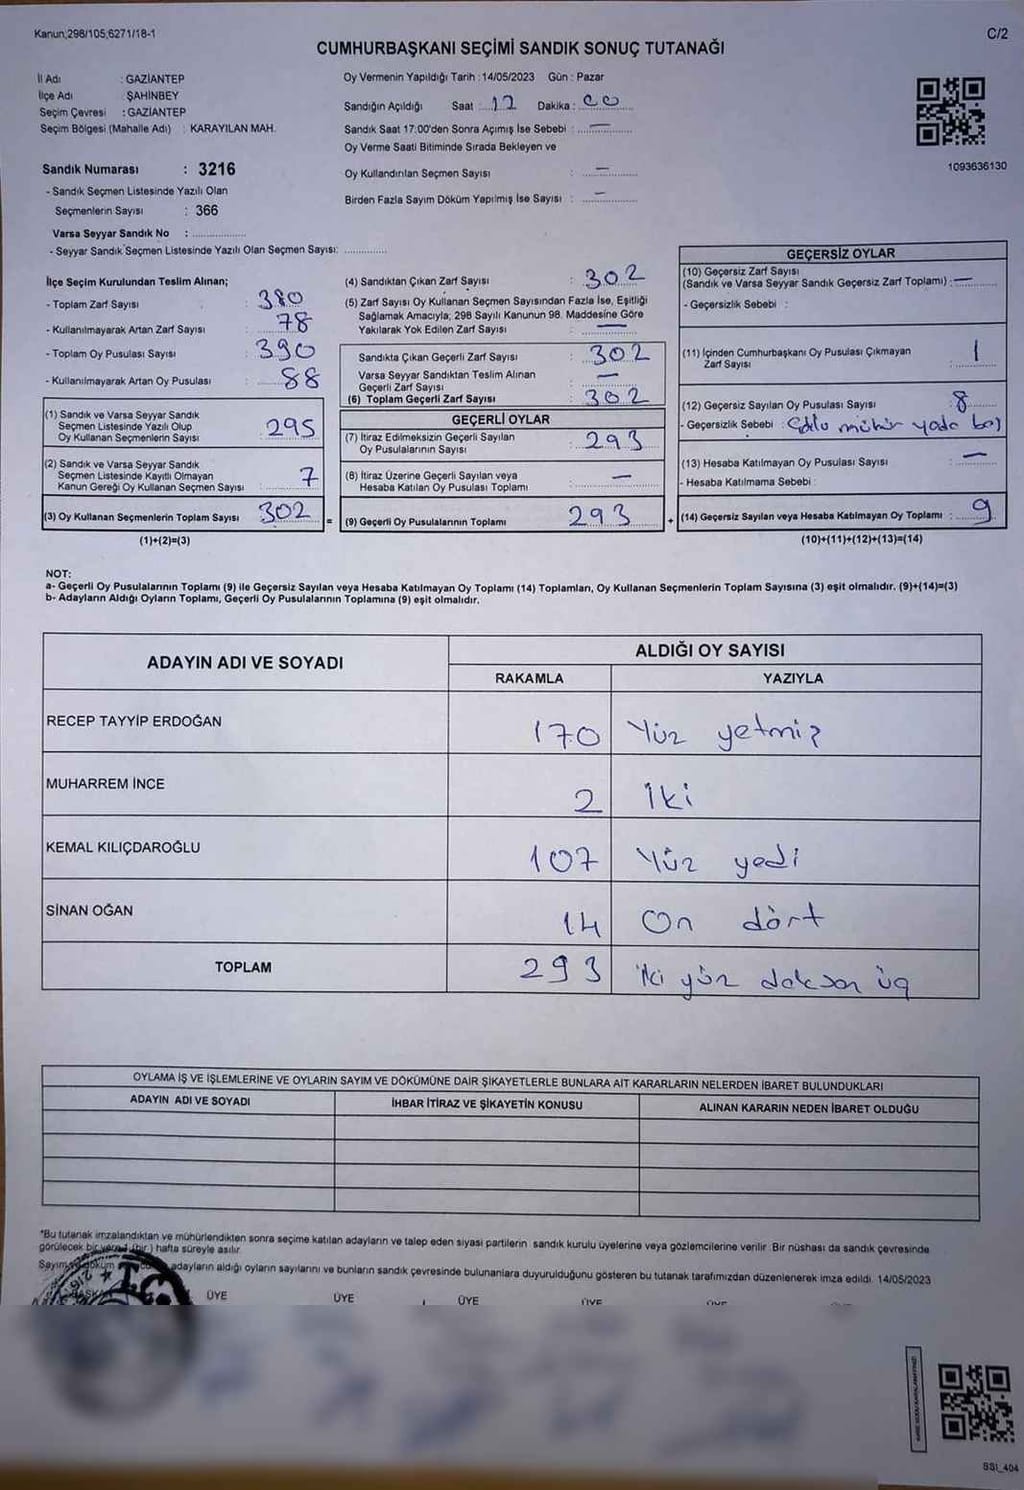 Kanun;298/105;6271/18-1
C/2
CUMHURBAŞKANI SEÇİMİ SANDIK SONUÇ TUTANAĞI
İl Adı : GAZİANTEP
İlçe Adı : ŞAHİNBEY
Seçim Çevresi : GAZİANTEP
Seçim Bölgesi (Mahalle Adı) : KARAYILAN MAH.
Oy Vermenin Yapıldığı Tarih : 14/05/2023 Gün : Pazar
Sandığın Açıldığı Saat : 17 Dakika : 00
Sandık Saat 17:00'den Sonra Açımış İse Sebebi : —
Oy Verme Saati Bitiminde Sırada Bekleyen ve
Oy Kullandırılan Seçmen Sayısı : —
Birden Fazla Sayım Döküm Yapılmış İse Sayısı : —
1093636130
Sandık Numarası : 3216
- Sandık Seçmen Listesinde Yazılı Olan
Seçmenlerin Sayısı : 366
Varsa Seyyar Sandık No :
- Seyyar Sandık Seçmen Listesinde Yazılı Olan Seçmen Sayısı:
İlçe Seçim Kurulundan Teslim Alınan;
- Toplam Zarf Sayısı : 380
- Kullanılmayarak Artan Zarf Sayısı : 78
- Toplam Oy Pusulası Sayısı : 390
- Kullanılmayarak Artan Oy Pusulası : 88
(1) Sandık ve Varsa Seyyar Sandık
Seçmen Listesinde Yazılı Olup
Oy Kullanan Seçmenlerin Sayısı : 295
(2) Sandık ve Varsa Seyyar Sandık
Seçmen Listesinde Kayıtlı Olmayan
Kanun Gereği Oy Kullanan Seçmen Sayısı : 7
(3) Oy Kullanan Seçmenlerin Toplam Sayısı 302 =
(1)+(2)=(3)
(4) Sandıktan Çıkan Zarf Sayısı : 302
(5) Zarf Sayısı Oy Kullanan Seçmen Sayısından Fazla İse, Eşitliği
Sağlamak Amacıyla; 298 Sayılı Kanunun 98. Maddesine Göre
Yakılarak Yok Edilen Zarf Sayısı : —
Sandıkta Çıkan Geçerli Zarf Sayısı : 302
Varsa Seyyar Sandıktan Teslim Alınan
Geçerli Zarf Sayısı : —
(6) Toplam Geçerli Zarf Sayısı : 302
GEÇERLİ OYLAR
(7) İtiraz Edilmeksizin Geçerli Sayılan
Oy Pusulalarının Sayısı : 293
(8) İtiraz Üzerine Geçerli Sayılan veya
Hesaba Katılan Oy Pusulası Toplamı : —
(9) Geçerli Oy Pusulalarının Toplamı 293 +
GEÇERSİZ OYLAR
(10) Geçersiz Zarf Sayısı
(Sandık ve Varsa Seyyar Sandık Geçersiz Zarf Toplamı) : —
- Geçersizlik Sebebi :
(11) İçinden Cumhurbaşkanı Oy Pusulası Çıkmayan
Zarf Sayısı : 1
(12) Geçersiz Sayılan Oy Pusulası Sayısı : 8
- Geçersizlik Sebebi : mühür yada boş
(13) Hesaba Katılmayan Oy Pusulası Sayısı : —
- Hesaba Katılmama Sebebi :
(14) Geçersiz Sayılan veya Hesaba Katılmayan Oy Toplamı : 9
(10)+(11)+(12)+(13)=(14)
NOT:
a- Geçerli Oy Pusulalarının Toplamı (9) ile Geçersiz Sayılan veya Hesaba Katılmayan Oy Toplamı (14) Toplamları, Oy Kullanan Seçmenlerin Toplam Sayısına (3) eşit olmalıdır. (9)+(14)=(3)
b- Adayların Aldığı Oyların Toplamı, Geçerli Oy Pusulalarının Toplamına (9) eşit olmalıdır.
ADAYIN ADI VE SOYADI
ALDIĞI OY SAYISI
RAKAMLA YAZIYLA
RECEP TAYYİP ERDOĞAN 170 Yüz yetmiş
MUHARREM İNCE 2 İki
KEMAL KILIÇDAROĞLU 107 Yüz yedi
SİNAN OĞAN 14 On dört
TOPLAM 293 iki yüz doksan üç
OYLAMA İŞ VE İŞLEMLERİNE VE OYLARIN SAYIM VE DÖKÜMÜNE DAİR ŞİKAYETLERLE BUNLARA AİT KARARLARIN NELERDEN İBARET BULUNDUKLARI
ADAYIN ADI VE SOYADI İHBAR İTİRAZ VE ŞİKAYETİN KONUSU ALINAN KARARIN NEDEN İBARET OLDUĞU
*Bu tutanak imzalandıktan ve mühürlendikten sonra seçime katılan adayların ve talep eden siyasi partilerin sandık kurulu üyelerine veya gözlemcilerine verilir. Bir nüshası da sandık çevresinde
görülecek bir yere 1 (bir) hafta süreyle asılır.
Sayım döküm adayların aldığı oyların sayılarını ve bunların sandık çevresinde bulunanlara duyurulduğunu gösteren bu tutanak tarafımızdan düzenlenerek imza edildi. 14/05/2023
BAŞKAN ÜYE ÜYE ÜYE ÜYE ÜYE ÜYE
SSI_404